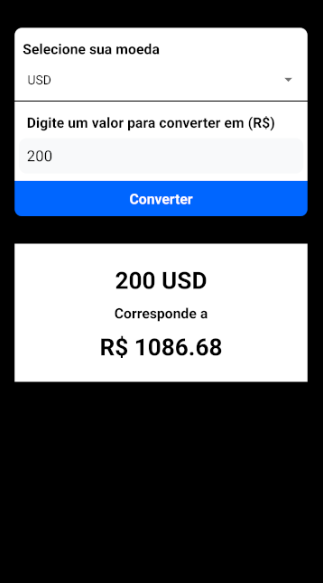 Selecione sua moeda
USD
Digite um valor para converter em (R$)
200
Converter
200 USD
Corresponde a
R$ 1086.68